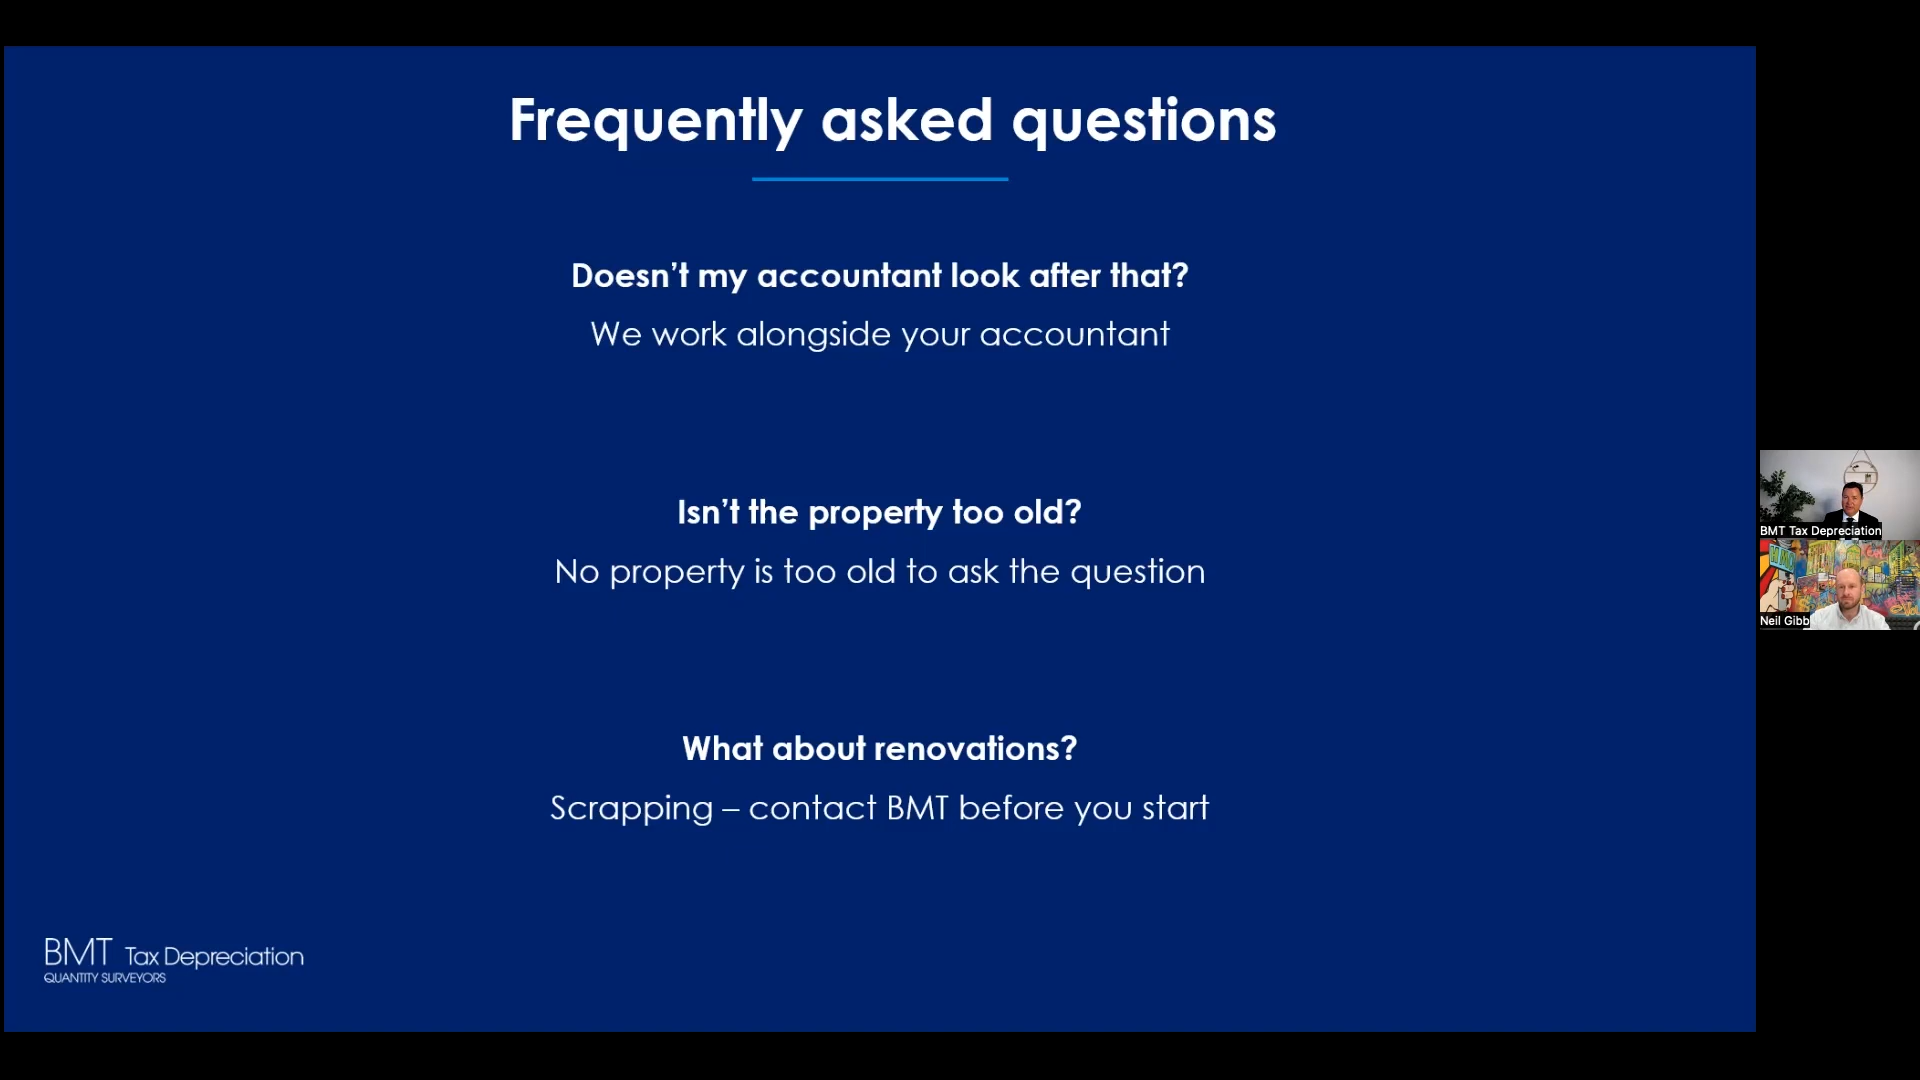 Frequently asked questions
Doesn’t my accountant look after that?
We work alongside your accountant
Isn’t the property too old?
No property is too old to ask the question
What about renovations?
Scrapping – contact BMT before you start
BMT Tax Depreciation
QUANTITY SURVEYORS
BMT Tax Depreciation
Neil Gibb